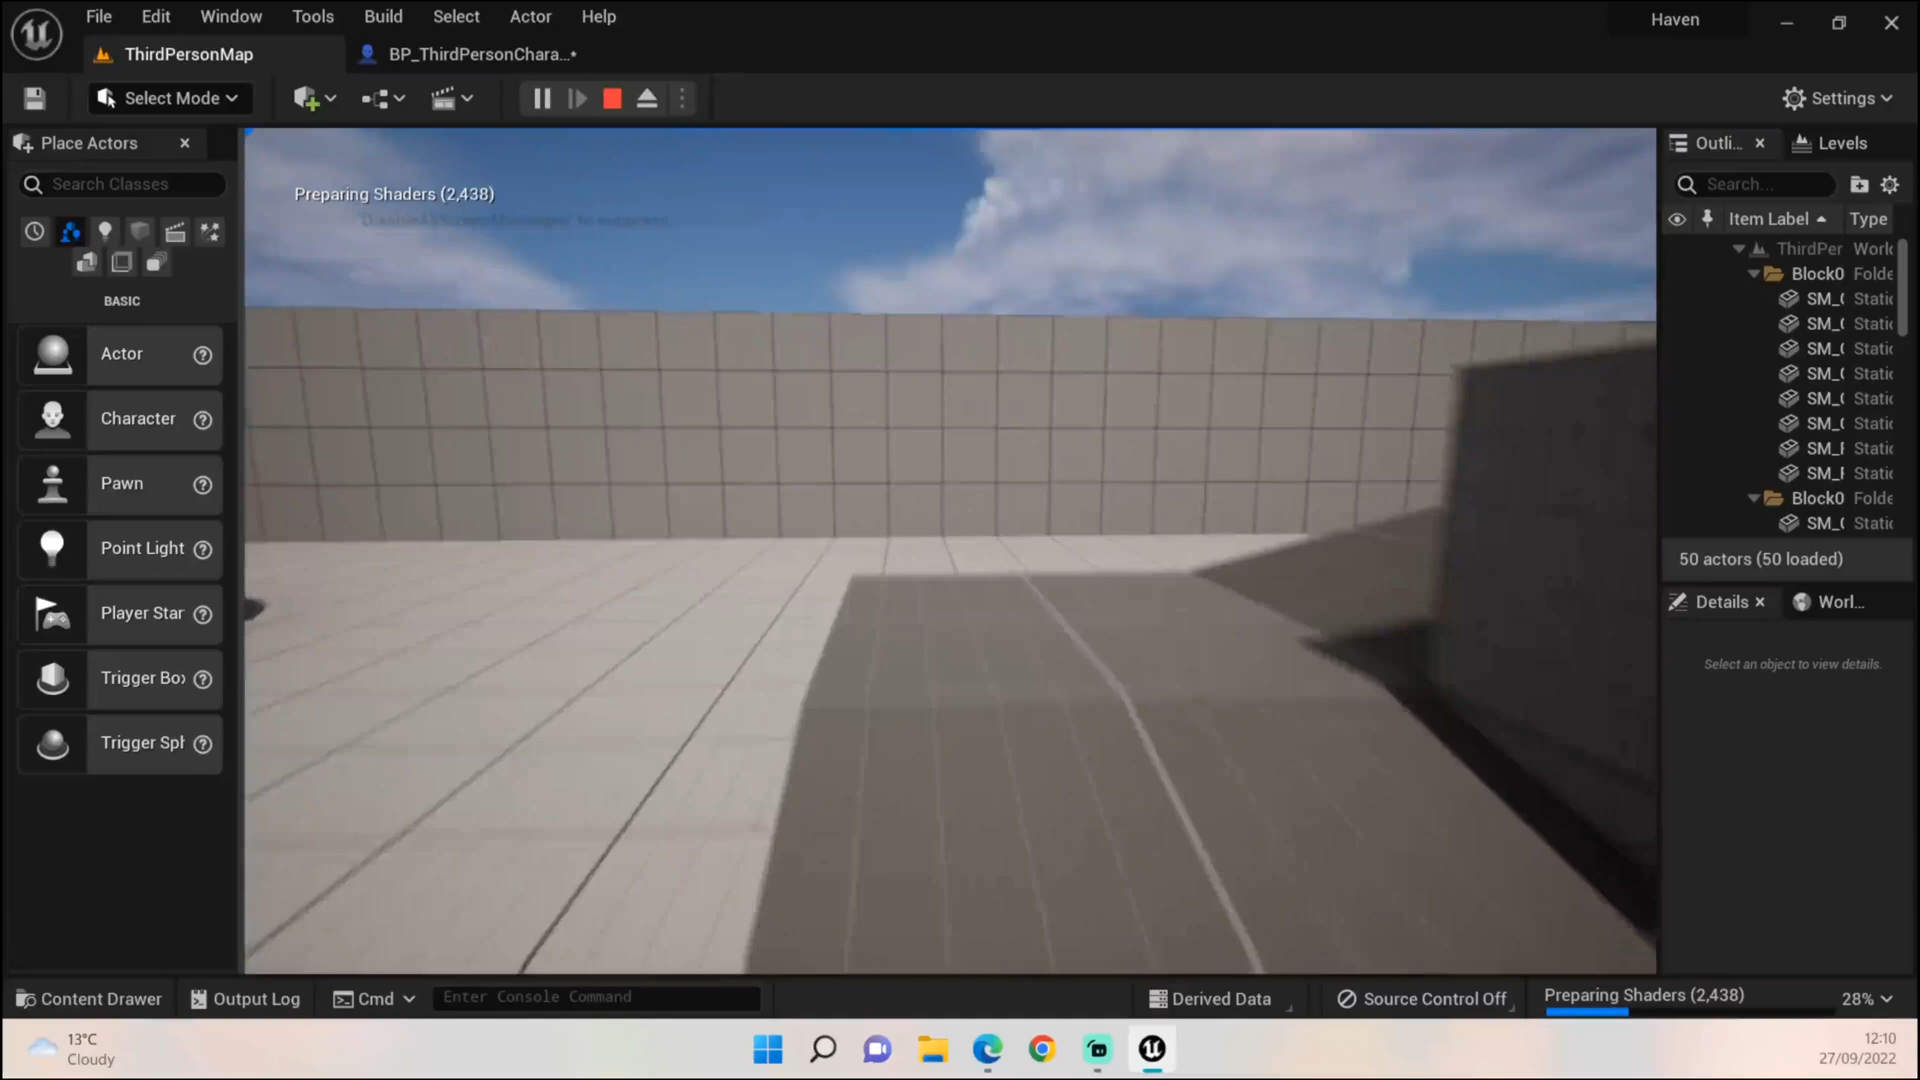 File Edit Window Tools Build Select Actor Help
Haven
ThirdPersonMap
BP_ThirdPersonChara...*
Select Mode
Settings
Place Actors
Outli...
Levels
Search Classes
Search...
Preparing Shaders (2,438)
Item Label
Type
ThirdPer Worl
Block0 Folde
SM_( Static
SM_( Static
SM_( Static
SM_( Static
SM_( Static
SM_( Static
SM_F Static
SM_F Static
Block0 Folde
SM_( Static
BASIC
Actor
Character
Pawn
Point Light
Player Star
Trigger Box
Trigger Sph
50 actors (50 loaded)
Details
Worl...
Select an object to view details.
Content Drawer
Output Log
Cmd
Enter Console Command
Derived Data
Source Control Off
Preparing Shaders (2,438)
28%
13°C
Cloudy
12:10
27/09/2022